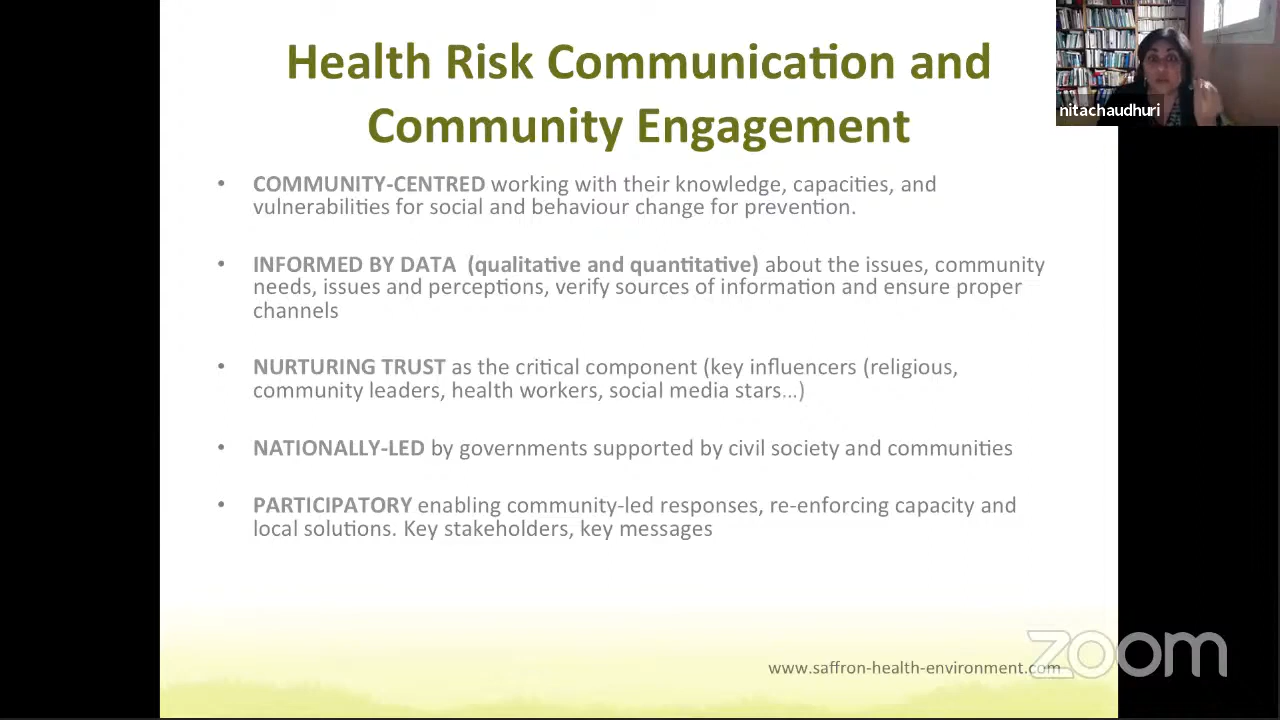 Health Risk Communication and
Community Engagement
nitachaudhuri
• COMMUNITY-CENTRED working with their knowledge, capacities, and
vulnerabilities for social and behaviour change for prevention.
• INFORMED BY DATA  (qualitative and quantitative) about the issues, community
needs, issues and perceptions, verify sources of information and ensure proper
channels
• NURTURING TRUST as the critical component (key influencers (religious,
community leaders, health workers, social media stars…)
• NATIONALLY-LED by governments supported by civil society and communities
• PARTICIPATORY enabling community-led responses, re-enforcing capacity and
local solutions. Key stakeholders, key messages
www.saffron-health-environment.com
zoom